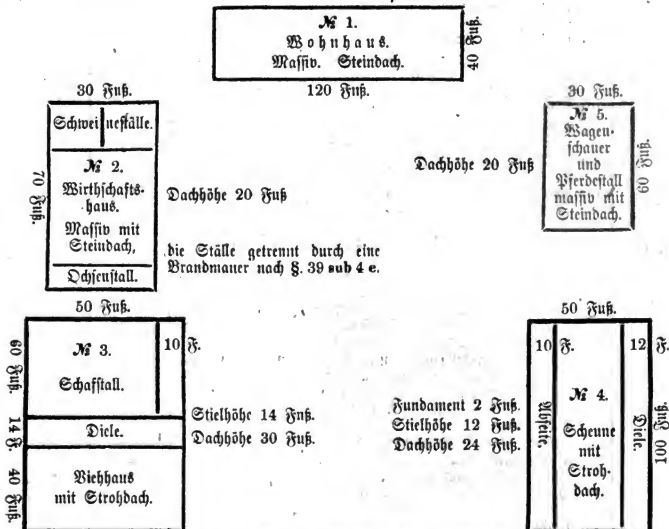 № 1.
Wohnhaus.
Massiv. Steindach.
40 Fuß.
120 Fuß.
30 Fuß.
Schweineställe.
№ 2.
Wirthschafts-
haus.
Massiv mit
Steindach,
Ochsenstall.
70 Fuß.
Dachhöhe 20 Fuß
die Ställe getrennt durch eine
Brandmauer nach §. 39 sub 4 e.
30 Fuß.
№ 5.
Wagen-
schauer
und
Pferdestall
massiv mit
Steindach.
60 Fuß.
Dachhöhe 20 Fuß
50 Fuß.
60 Fuß.
№ 3.
Schafstall.
10 F.
14 F.
Diele.
40 Fuß.
Viehhaus
mit Strohdach.
Stielhöhe 14 Fuß.
Dachhöhe 30 Fuß.
Fundament 2 Fuß.
Stielhöhe 12 Fuß.
Dachhöhe 24 Fuß.
50 Fuß.
10 F.
12 F.
Abseite.
№ 4.
Scheune
mit
Stroh-
dach.
Diele.
100 Fuß.